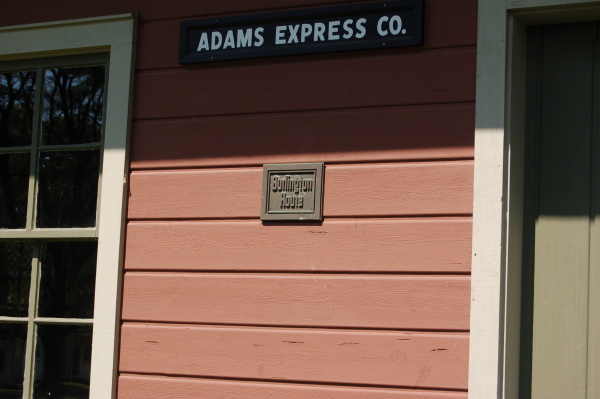 ADAMS EXPRESS CO.
Burlington
Route